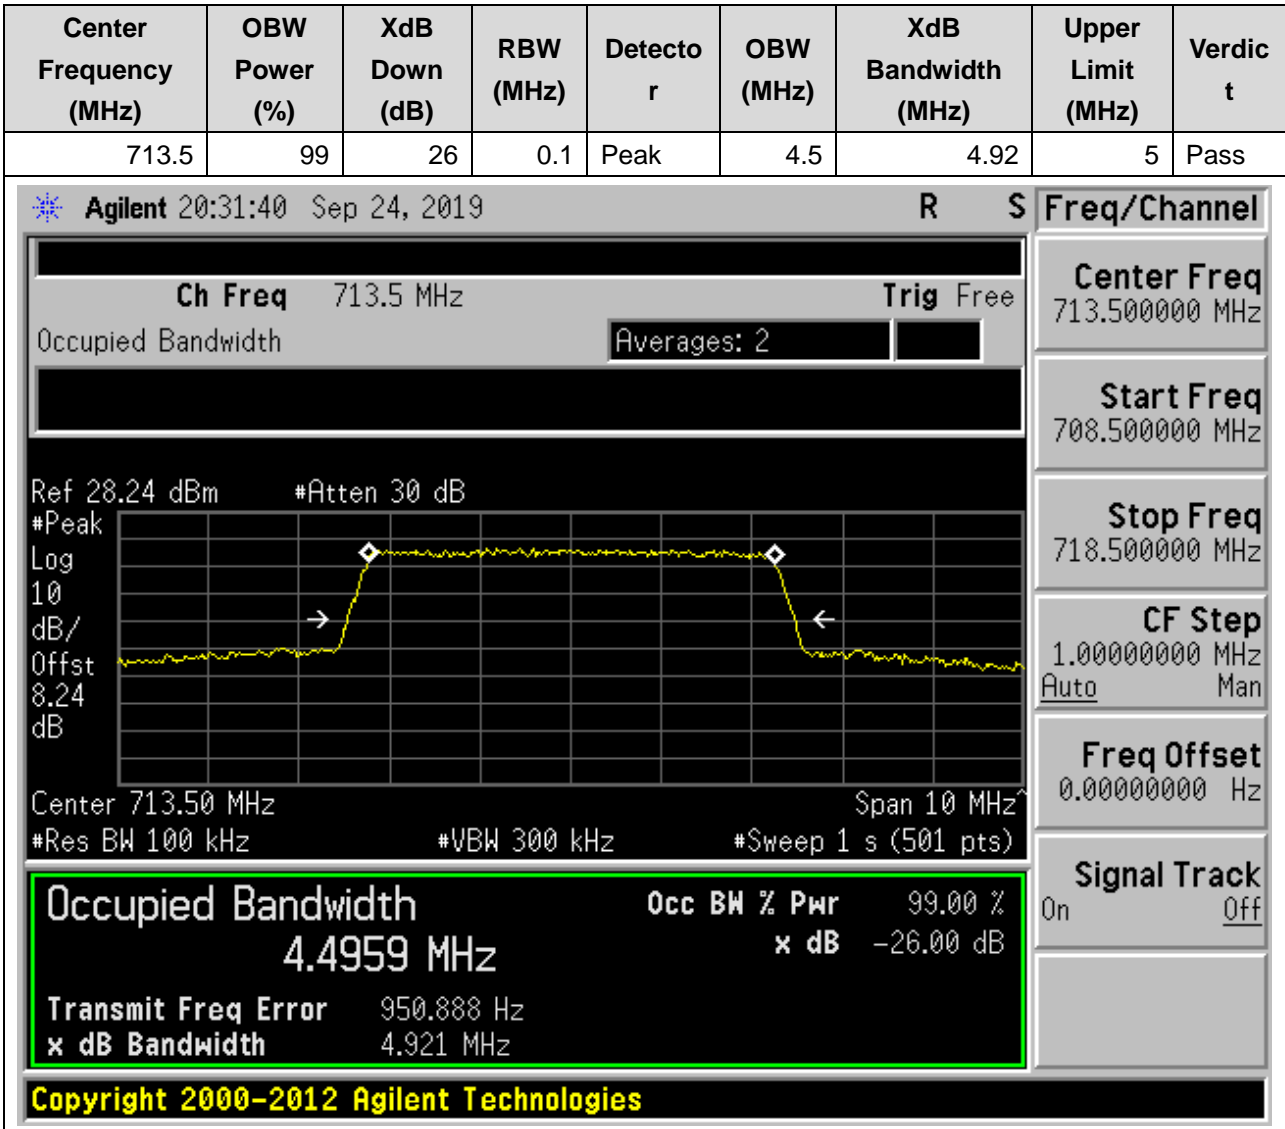 Center Frequency (MHz) OBW Power (%) XdB Down (dB) RBW (MHz) Detecto r OBW (MHz) XdB Bandwidth (MHz) Upper Limit (MHz) Verdic t
713.5 99 26 0.1 Peak 4.5 4.92 5 Pass
Agilent 20:31:40 Sep 24, 2019 R S
Freq/Channel
Ch Freq 713.5 MHz Trig Free
Occupied Bandwidth Averages: 2
Center Freq
713.500000 MHz
Start Freq
708.500000 MHz
Stop Freq
718.500000 MHz
CF Step
1.00000000 MHz
Auto Man
Freq Offset
0.00000000 Hz
Signal Track
On Off
Ref 28.24 dBm #Atten 30 dB
#Peak
Log
10
dB/
Offst
8.24
dB
Center 713.50 MHz Span 10 MHz^
#Res BW 100 kHz #VBW 300 kHz #Sweep 1 s (501 pts)
Occupied Bandwidth Occ BW % Pwr 99.00 %
4.4959 MHz x dB -26.00 dB
Transmit Freq Error 950.888 Hz
x dB Bandwidth 4.921 MHz
Copyright 2000-2012 Agilent Technologies